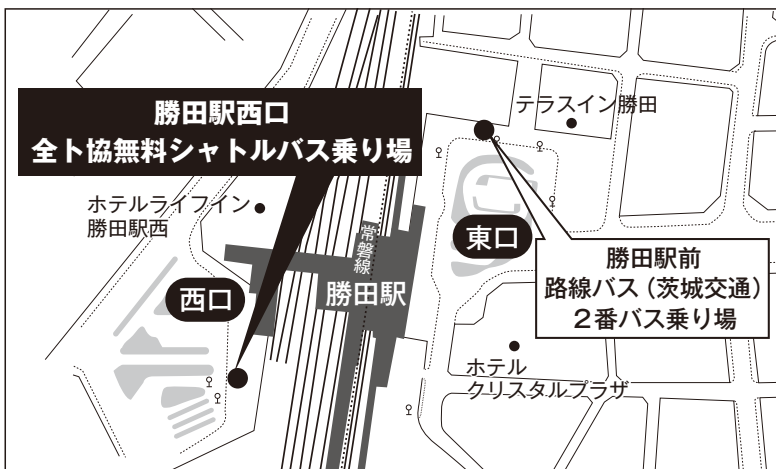 勝田駅西口
全ト協無料シャトルバス乗り場
テラスイン勝田
ホテルライフイン
勝田駅西
常磐線
東口
勝田駅前
路線バス（茨城交通）
２番バス乗り場
西口
勝田駅
ホテル
クリスタルプラザ